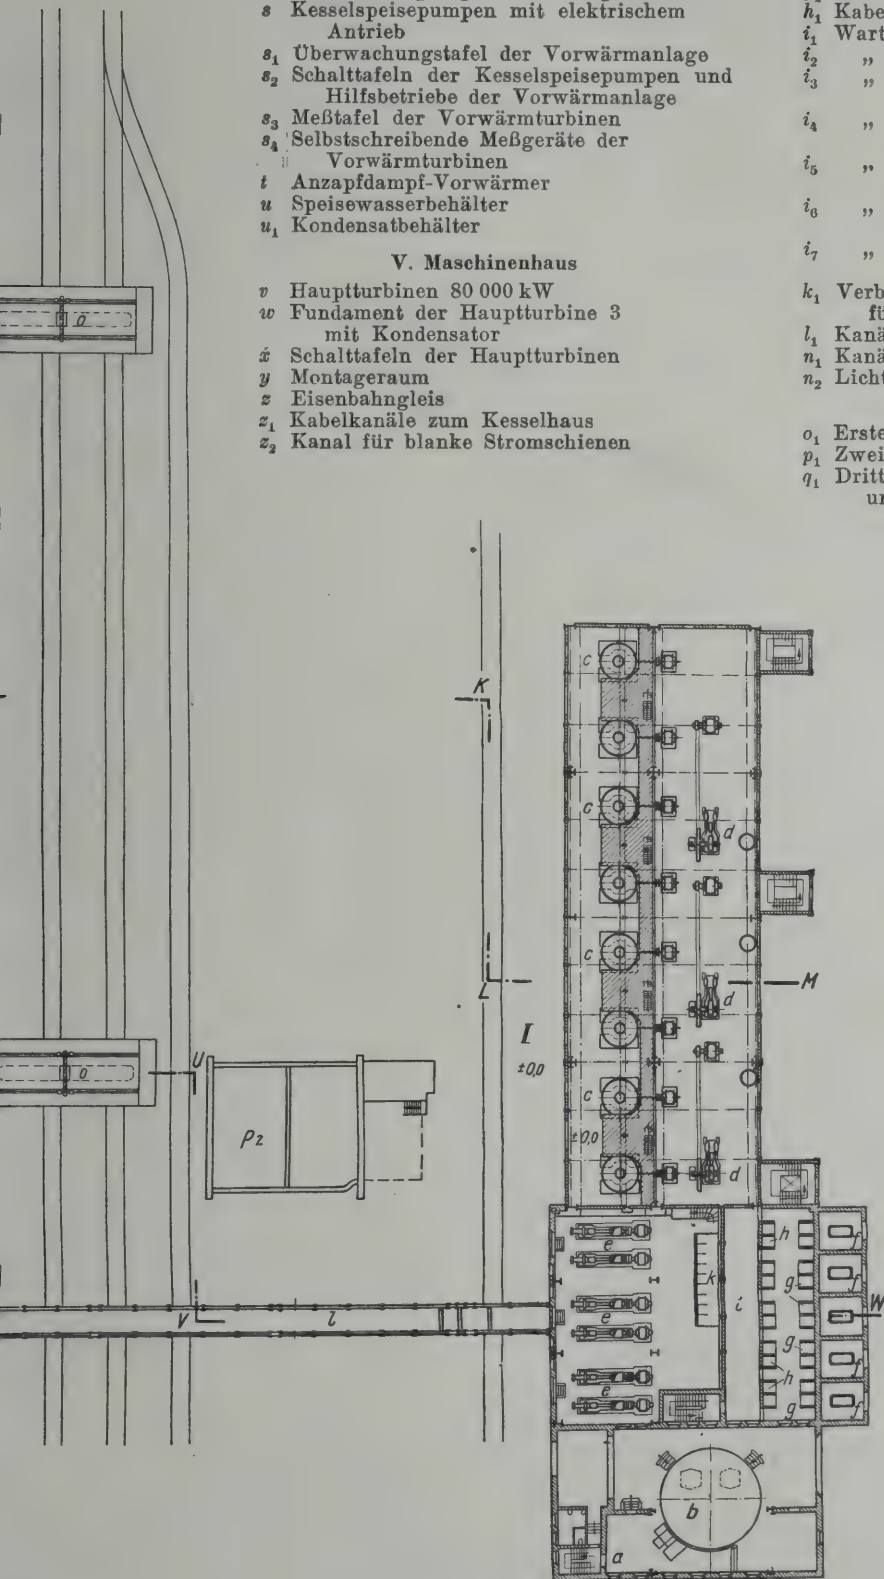 s Kesselspeisepumpen mit elektrischem
Antrieb
s₁ Überwachungstafel der Vorwärmanlage
s₂ Schalttafeln der Kesselspeisepumpen und
Hilfsbetriebe der Vorwärmanlage
s₃ Meßtafel der Vorwärmturbinen
s₄ Selbstschreibende Meßgeräte der
Vorwärmturbinen
t Anzapfdampf-Vorwärmer
u Speisewasserbehälter
u₁ Kondensatbehälter
V. Maschinenhaus
v Hauptturbinen 80 000 kW
w Fundament der Hauptturbine 3
mit Kondensator
x Schalttafeln der Hauptturbinen
y Montageraum
z Eisenbahngleis
z₁ Kabelkanäle zum Kesselhaus
z₂ Kanal für blanke Stromschienen
h₁ Kabe
i₁ Wart
i₂ „
i₃ „
i₄ „
i₅ „
i₆ „
i₇ „
k₁ Verb
fü
l₁ Kanä
n₁ Kanä
n₂ Licht
o₁ Erste
p₁ Zwei
q₁ Dritt
un
o
K
c
c
d
c
d
M
L
I
±0,0
o
U
p₂
c
±0,0
d
e
k
i
h
f
g
f
e
W
g
h
f
e
g
f
V
l
b
a